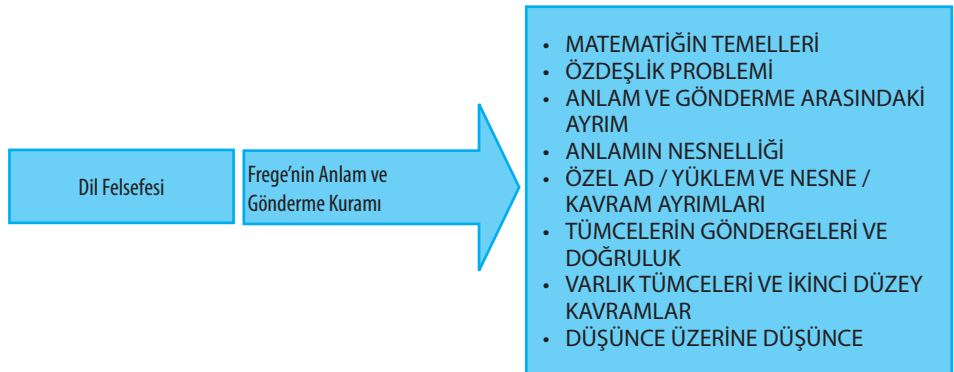 Dil Felsefesi
Frege’nin Anlam ve
Gönderme Kuramı
• MATEMATİĞİN TEMELLERİ
• ÖZDEŞLİK PROBLEMİ
• ANLAM VE GÖNDERME ARASINDAKİ
AYRIM
• ANLAMIN NESNELLİĞİ
• ÖZEL AD / YÜKLEM VE NESNE /
KAVRAM AYRIMLARI
• TÜMCELERİN GÖNDERGELERİ VE
DOĞRULUK
• VARLIK TÜMCELERİ VE İKİNCİ DÜZEY
KAVRAMLAR
• DÜŞÜNCE ÜZERİNE DÜŞÜNCE